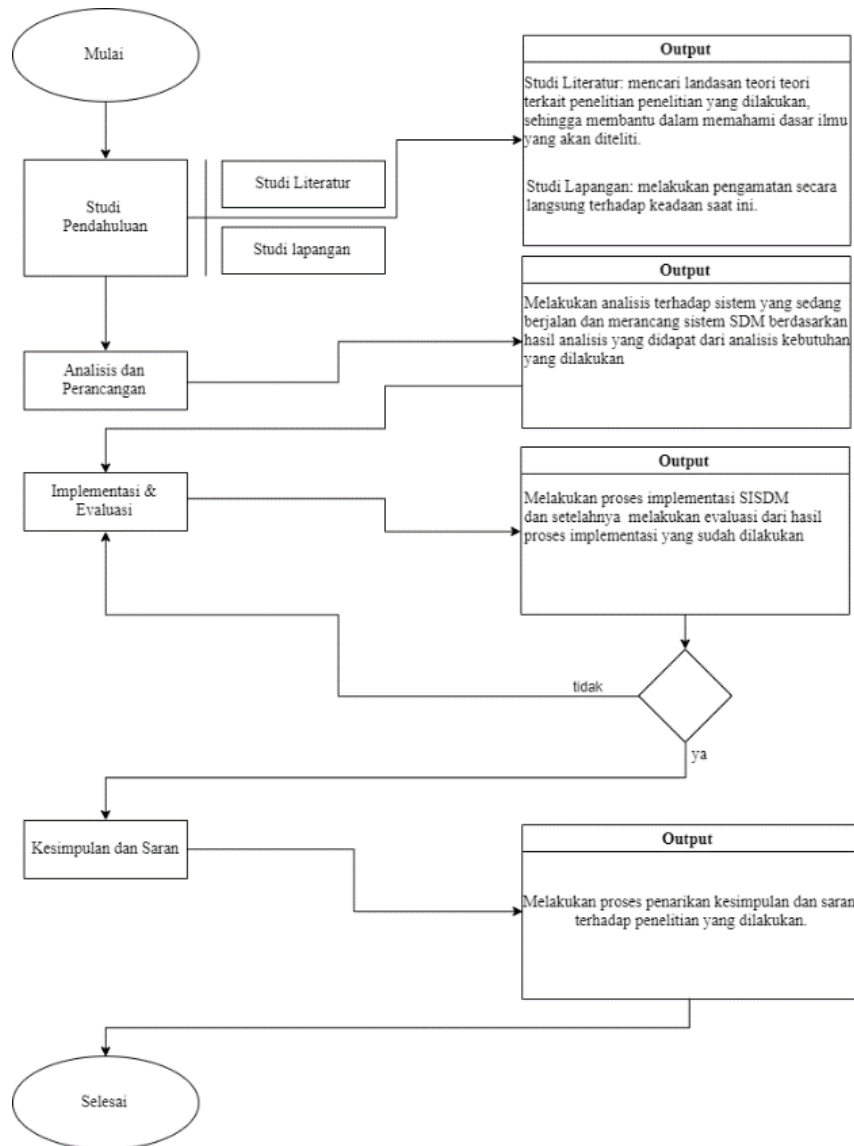 Mulai
Output
Studi Literatur: mencari landasan teori teori
terkait penelitian penelitian yang dilakukan,
sehingga membantu dalam memahami dasar ilmu
yang akan diteliti.
Studi Lapangan: melakukan pengamatan secara
langsung terhadap keadaan saat ini.
Studi
Pendahuluan
Studi Literatur
Studi lapangan
Output
Melakukan analisis terhadap sistem yang sedang
berjalan dan merancang sistem SDM berdasarkan
hasil analisis yang didapat dari analisis kebutuhan
yang dilakukan
Analisis dan
Perancangan
Output
Melakukan proses implementasi SISDM
dan setelahnya melakukan evaluasi dari hasil
proses implementasi yang sudah dilakukan
Implementasi &
Evaluasi
tidak
ya
Kesimpulan dan Saran
Output
Melakukan proses penarikan kesimpulan dan saran
terhadap penelitian yang dilakukan.
Selesai